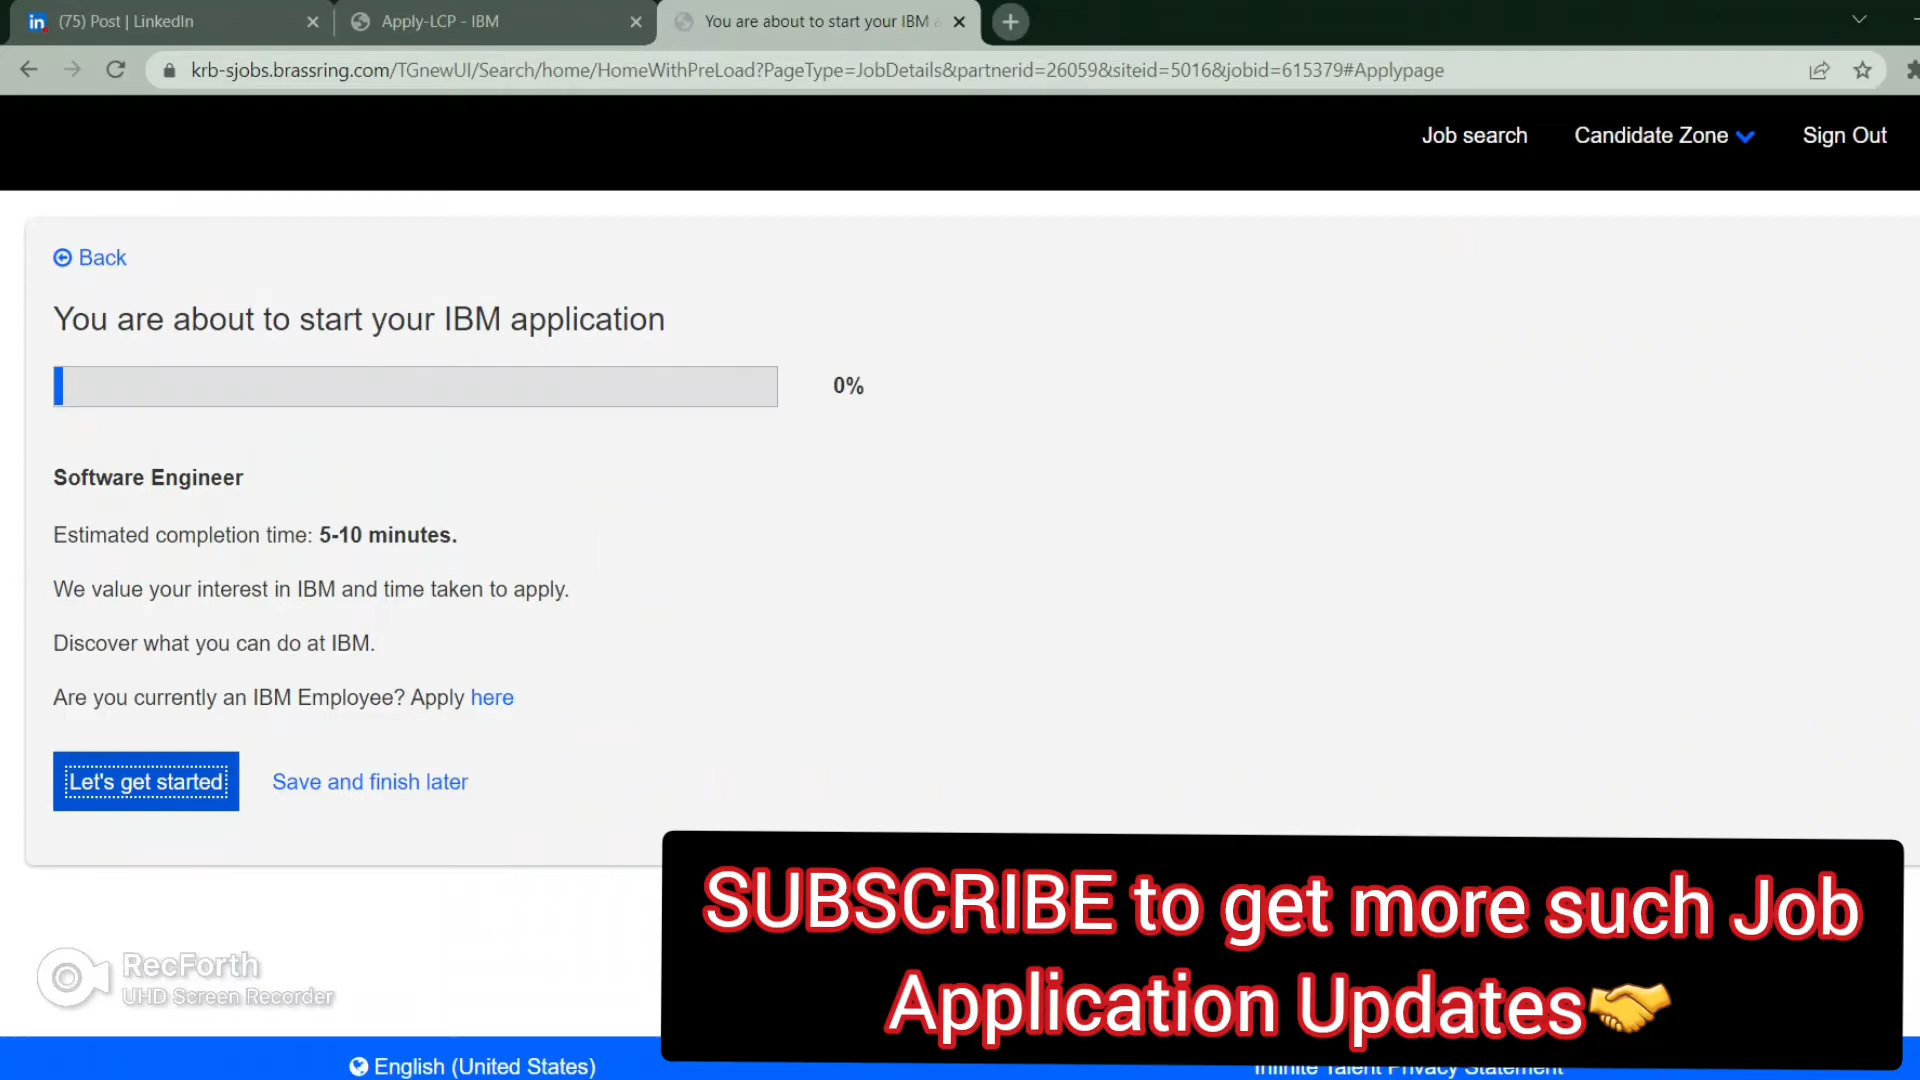 in (75) Post | LinkedIn
Apply-LCP - IBM
You are about to start your IBM
krb-sjobs.brassring.com/TGnewUI/Search/home/HomeWithPreLoad?PageType=JobDetails&partnerid=26059&siteid=5016&jobid=615379#Applypage
Job search
Candidate Zone
Sign Out
Back
You are about to start your IBM application
0%
Software Engineer
Estimated completion time: 5-10 minutes.
We value your interest in IBM and time taken to apply.
Discover what you can do at IBM.
Are you currently an IBM Employee? Apply here
Let's get started
Save and finish later
SUBSCRIBE to get more such Job
Application Updates🤝
RecForth
UHD Screen Recorder
English (United States)
Infinite Talent Privacy Statement